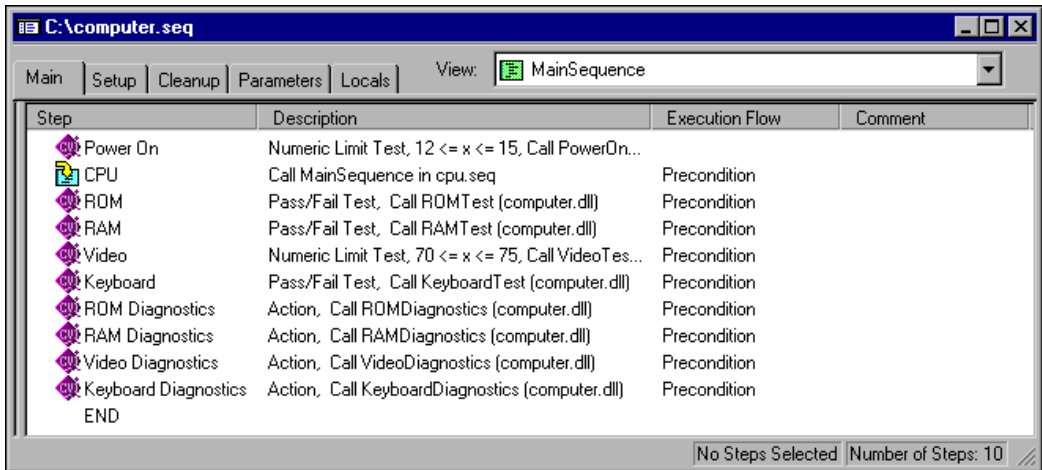 C:\computer.seq
Main Setup Cleanup Parameters Locals View: MainSequence
Step Description Execution Flow Comment
Power On Numeric Limit Test, 12 <= x <= 15, Call PowerOn...
CPU Call MainSequence in cpu.seq Precondition
ROM Pass/Fail Test, Call ROMTest (computer.dll) Precondition
RAM Pass/Fail Test, Call RAMTest (computer.dll) Precondition
Video Numeric Limit Test, 70 <= x <= 75, Call VideoTes... Precondition
Keyboard Pass/Fail Test, Call KeyboardTest (computer.dll) Precondition
ROM Diagnostics Action, Call ROMDiagnostics (computer.dll) Precondition
RAM Diagnostics Action, Call RAMDiagnostics (computer.dll) Precondition
Video Diagnostics Action, Call VideoDiagnostics (computer.dll) Precondition
Keyboard Diagnostics Action, Call KeyboardDiagnostics (computer.dll) Precondition
END
No Steps Selected Number of Steps: 10